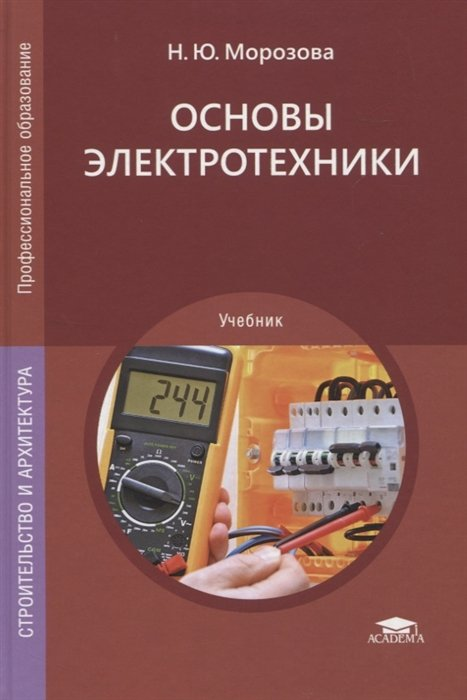 Н. Ю. Морозова
ОСНОВЫ
ЭЛЕКТРОТЕХНИКИ
Учебник
Профессиональное образование
СТРОИТЕЛЬСТВО И АРХИТЕКТУРА
244
Ω
V
ACADEMA